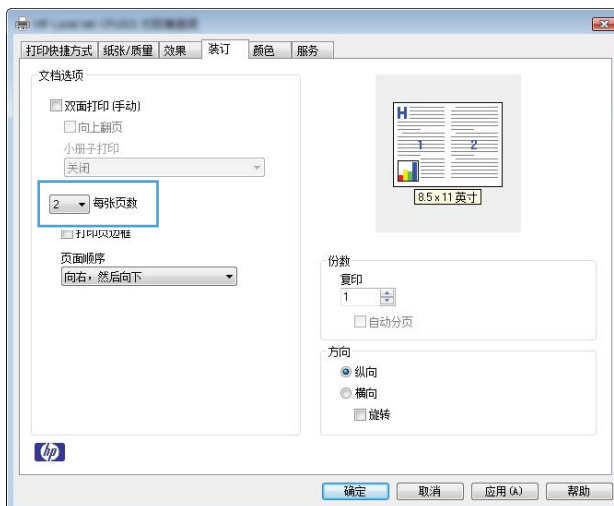 打印快捷方式 纸张/质量 效果 装订 颜色 服务
文档选项
双面打印 (手动)
向上翻页
小册子打印
关闭
2 每张页数
打印页边框
页面顺序
向右，然后向下
H
1 2
8.5 x 11 英寸
份数
复印
1
自动分页
方向
纵向
横向
旋转
hp
确定 取消 应用 (A) 帮助